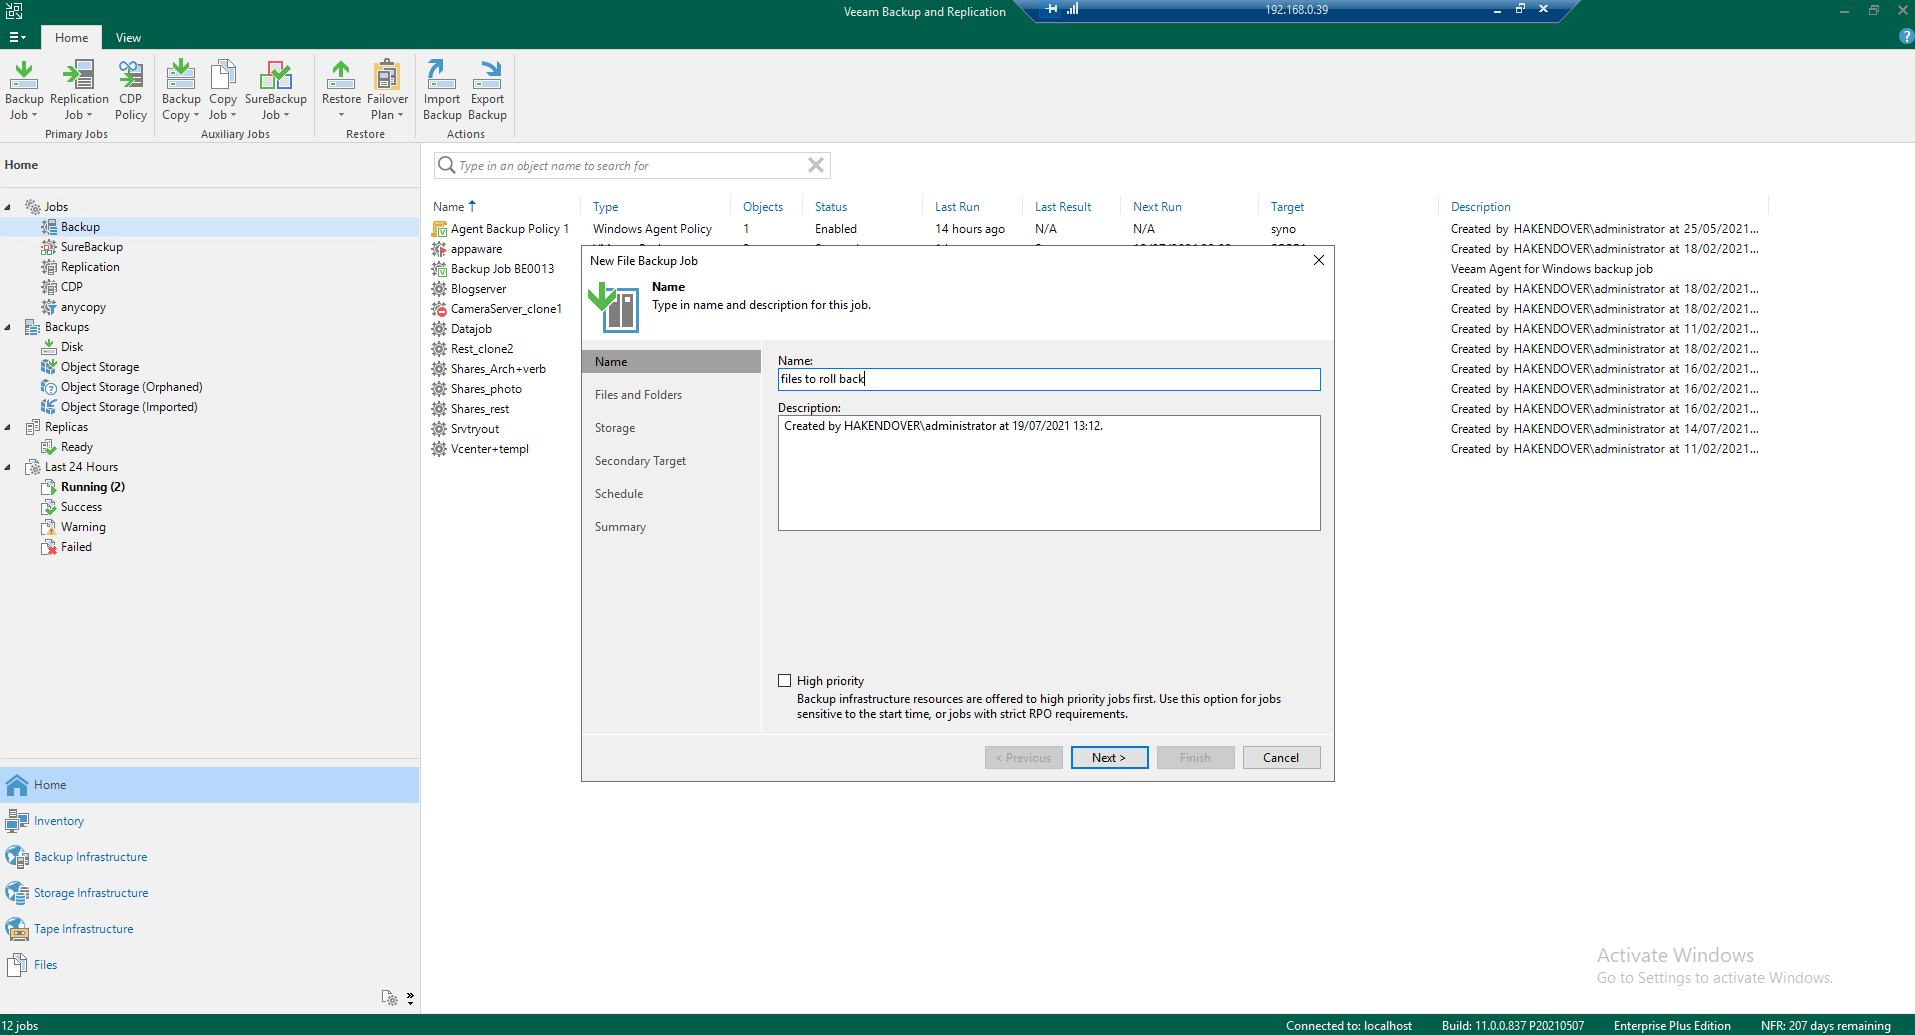 Veeam Backup and Replication
192.168.0.39
Home
View
Backup Job
Replication Job
CDP Policy
Backup Copy
Copy Job
SureBackup Job
Restore
Failover Plan
Import Backup
Export Backup
Primary Jobs
Auxiliary Jobs
Restore
Actions
Home
Jobs
Backup
SureBackup
Replication
CDP
anycopy
Backups
Disk
Object Storage
Object Storage (Orphaned)
Object Storage (Imported)
Replicas
Ready
Last 24 Hours
Running (2)
Success
Warning
Failed
Home
Inventory
Backup Infrastructure
Storage Infrastructure
Tape Infrastructure
Files
Type in an object name to search for
Name Type Objects Status Last Run Last Result Next Run Target Description
Agent Backup Policy 1 Windows Agent Policy 1 Enabled 14 hours ago N/A N/A syno Created by HAKENDOVER\administrator at 25/05/2021...
appaware Created by HAKENDOVER\administrator at 18/02/2021...
Backup Job BE0013 Veeam Agent for Windows backup job
Blogserver Created by HAKENDOVER\administrator at 18/02/2021...
CameraServer_clone1 Created by HAKENDOVER\administrator at 18/02/2021...
Datajob Created by HAKENDOVER\administrator at 11/02/2021...
Rest_clone2 Created by HAKENDOVER\administrator at 18/02/2021...
Shares_Arch+verb Created by HAKENDOVER\administrator at 16/02/2021...
Shares_photo Created by HAKENDOVER\administrator at 16/02/2021...
Shares_rest Created by HAKENDOVER\administrator at 16/02/2021...
Srvtryout Created by HAKENDOVER\administrator at 14/07/2021...
Vcenter+templ Created by HAKENDOVER\administrator at 11/02/2021...
New File Backup Job
Name
Type in name and description for this job.
Name
Files and Folders
Storage
Secondary Target
Schedule
Summary
Name:
files to roll back
Description:
Created by HAKENDOVER\administrator at 19/07/2021 13:12.
High priority
Backup infrastructure resources are offered to high priority jobs first. Use this option for jobs
sensitive to the start time, or jobs with strict RPO requirements.
< Previous
Next >
Finish
Cancel
Activate Windows
Go to Settings to activate Windows.
12 jobs
Connected to: localhost
Build: 11.0.0.837 P20210507
Enterprise Plus Edition
NFR: 207 days remaining